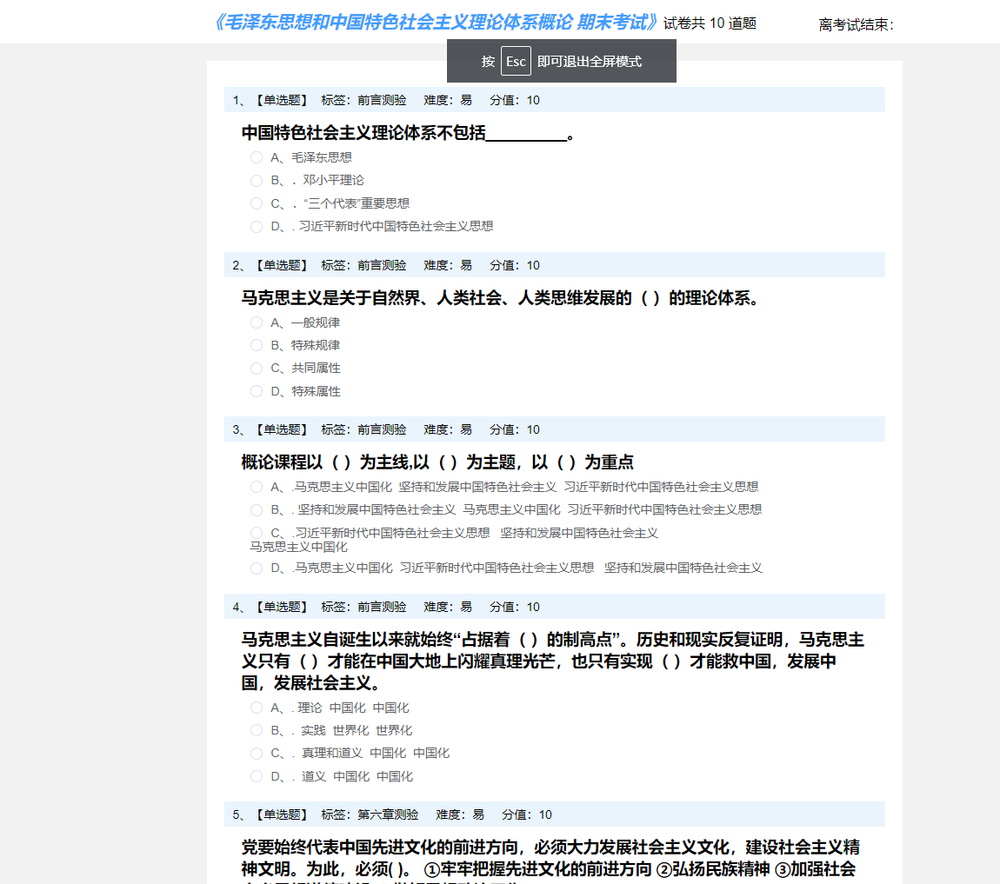 《毛泽东思想和中国特色社会主义理论体系概论 期末考试》 试卷共 10 道题 离考试结束:
按 Esc 即可退出全屏模式
1、【单选题】 标签：前言测验 难度：易 分值：10
中国特色社会主义理论体系不包括__________。
A、毛泽东思想
B、．邓小平理论
C、．“三个代表”重要思想
D、. 习近平新时代中国特色社会主义思想
2、【单选题】 标签：前言测验 难度：易 分值：10
马克思主义是关于自然界、人类社会、人类思维发展的（ ）的理论体系。
A、一般规律
B、特殊规律
C、共同属性
D、特殊属性
3、【单选题】 标签：前言测验 难度：易 分值：10
概论课程以（ ）为主线,以（ ）为主题，以（ ）为重点
A、.马克思主义中国化 坚持和发展中国特色社会主义 习近平新时代中国特色社会主义思想
B、. 坚持和发展中国特色社会主义 马克思主义中国化 习近平新时代中国特色社会主义思想
C、.习近平新时代中国特色社会主义思想 坚持和发展中国特色社会主义
马克思主义中国化
D、.马克思主义中国化 习近平新时代中国特色社会主义思想 坚持和发展中国特色社会主义
4、【单选题】 标签：前言测验 难度：易 分值：10
马克思主义自诞生以来就始终“占据着（ ）的制高点”。历史和现实反复证明，马克思主
义只有（ ）才能在中国大地上闪耀真理光芒，也只有实现（ ）才能救中国，发展中
国，发展社会主义。
A、. 理论 中国化 中国化
B、. 实践 世界化 世界化
C、. 真理和道义 中国化 中国化
D、. 道义 中国化 中国化
5、【单选题】 标签：第六章测验 难度：易 分值：10
党要始终代表中国先进文化的前进方向，必须大力发展社会主义文化，建设社会主义精
神文明。为此，必须( )。 ①牢牢把握先进文化的前进方向 ②弘扬民族精神 ③加强社会